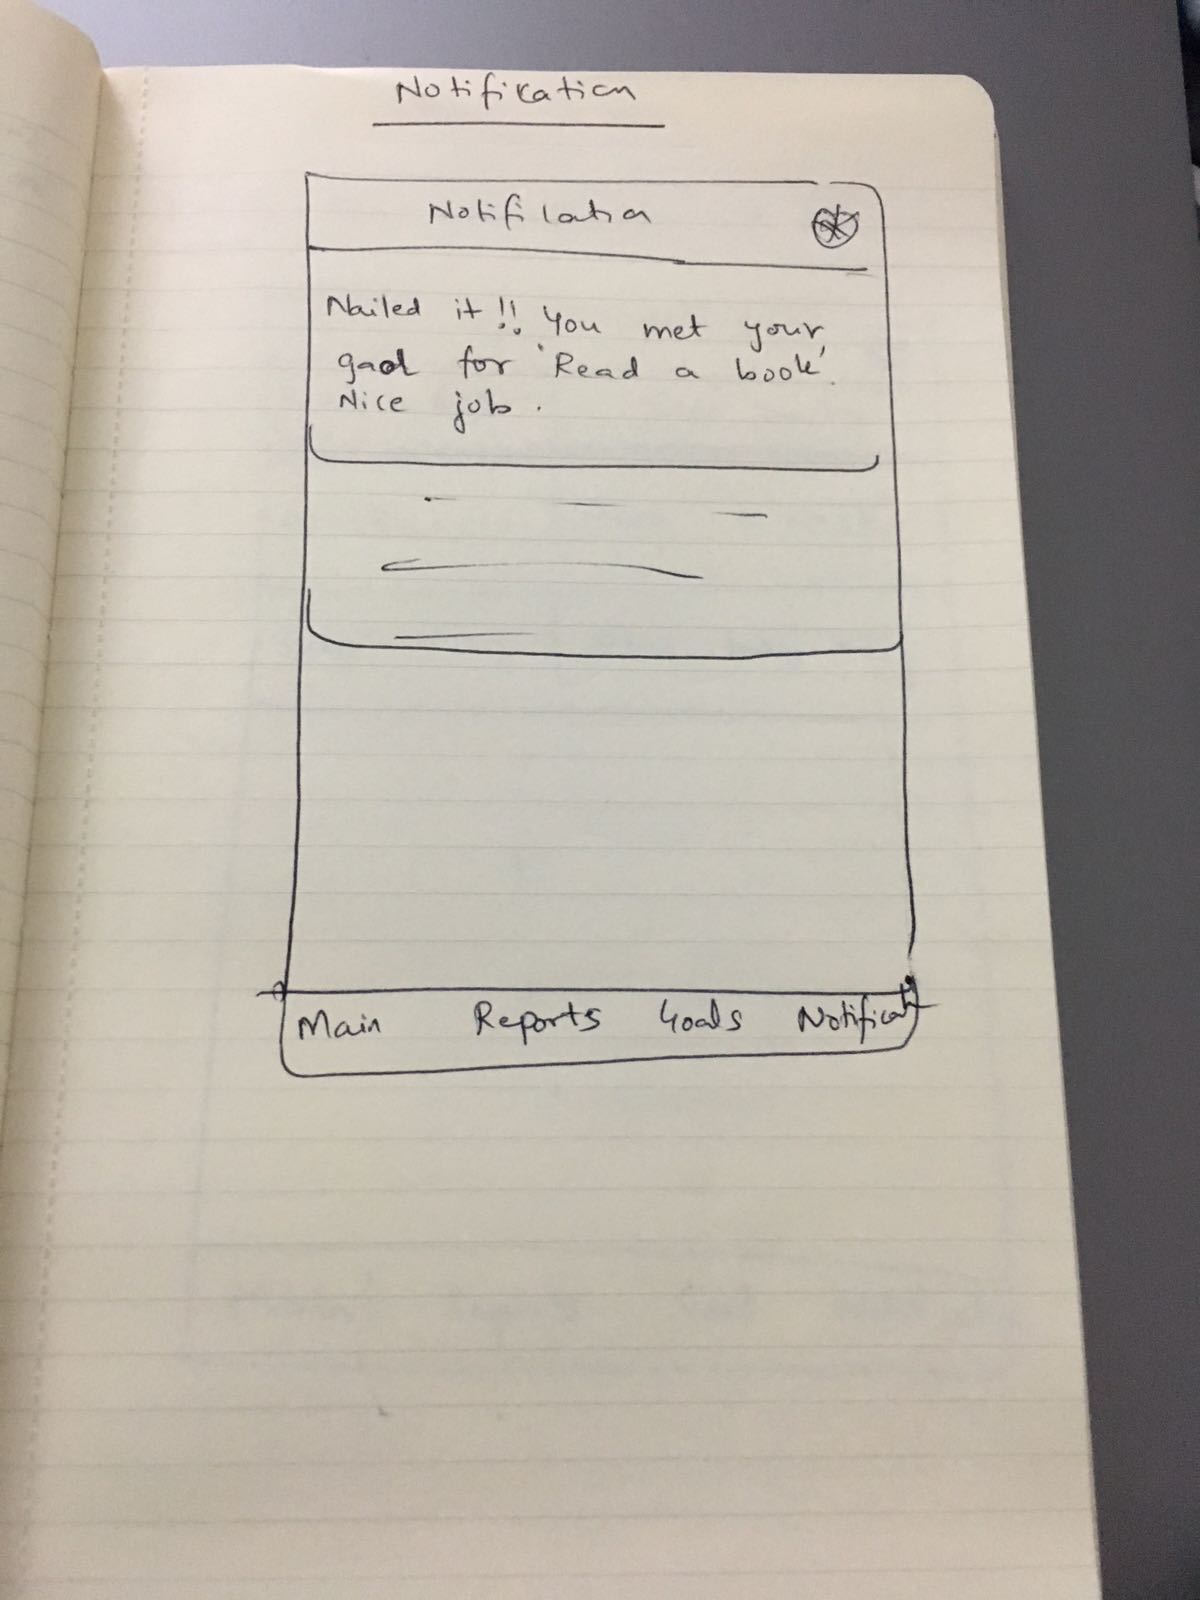 Notification
Notification
Nailed it!! You met your
goal for 'Read a book'.
Nice job.
Main Reports Goals Notificat